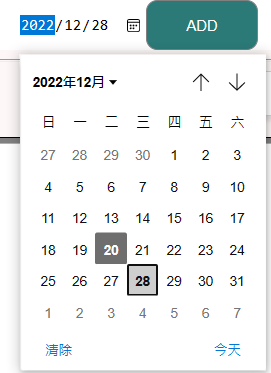 2022/12/28 ADD
2022年12月
日 一 二 三 四 五 六
27 28 29 30 1 2 3
4 5 6 7 8 9 10
11 12 13 14 15 16 17
18 19 20 21 22 23 24
25 26 27 28 29 30 31
1 2 3 4 5 6 7
清除 今天